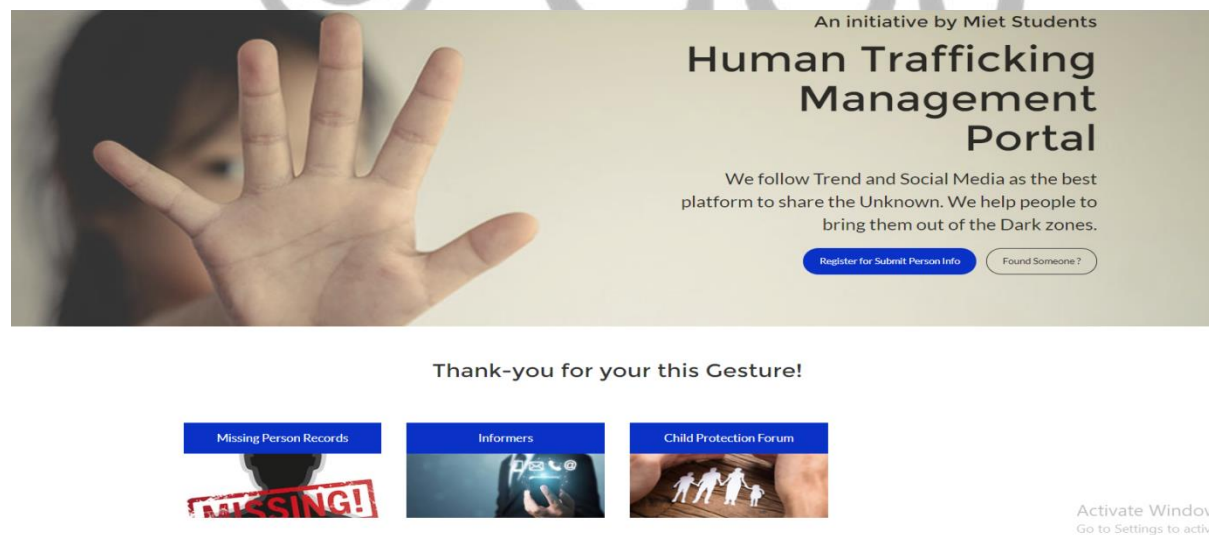 An initiative by Miet Students
Human Trafficking
Management
Portal
We follow Trend and Social Media as the best
platform to share the Unknown. We help people to
bring them out of the Dark zones.
Register for Submit Person Info
Found Someone ?
Thank-you for your this Gesture!
Missing Person Records
Informers
Child Protection Forum
MISSING!
Activate Window
Go to Settings to activ